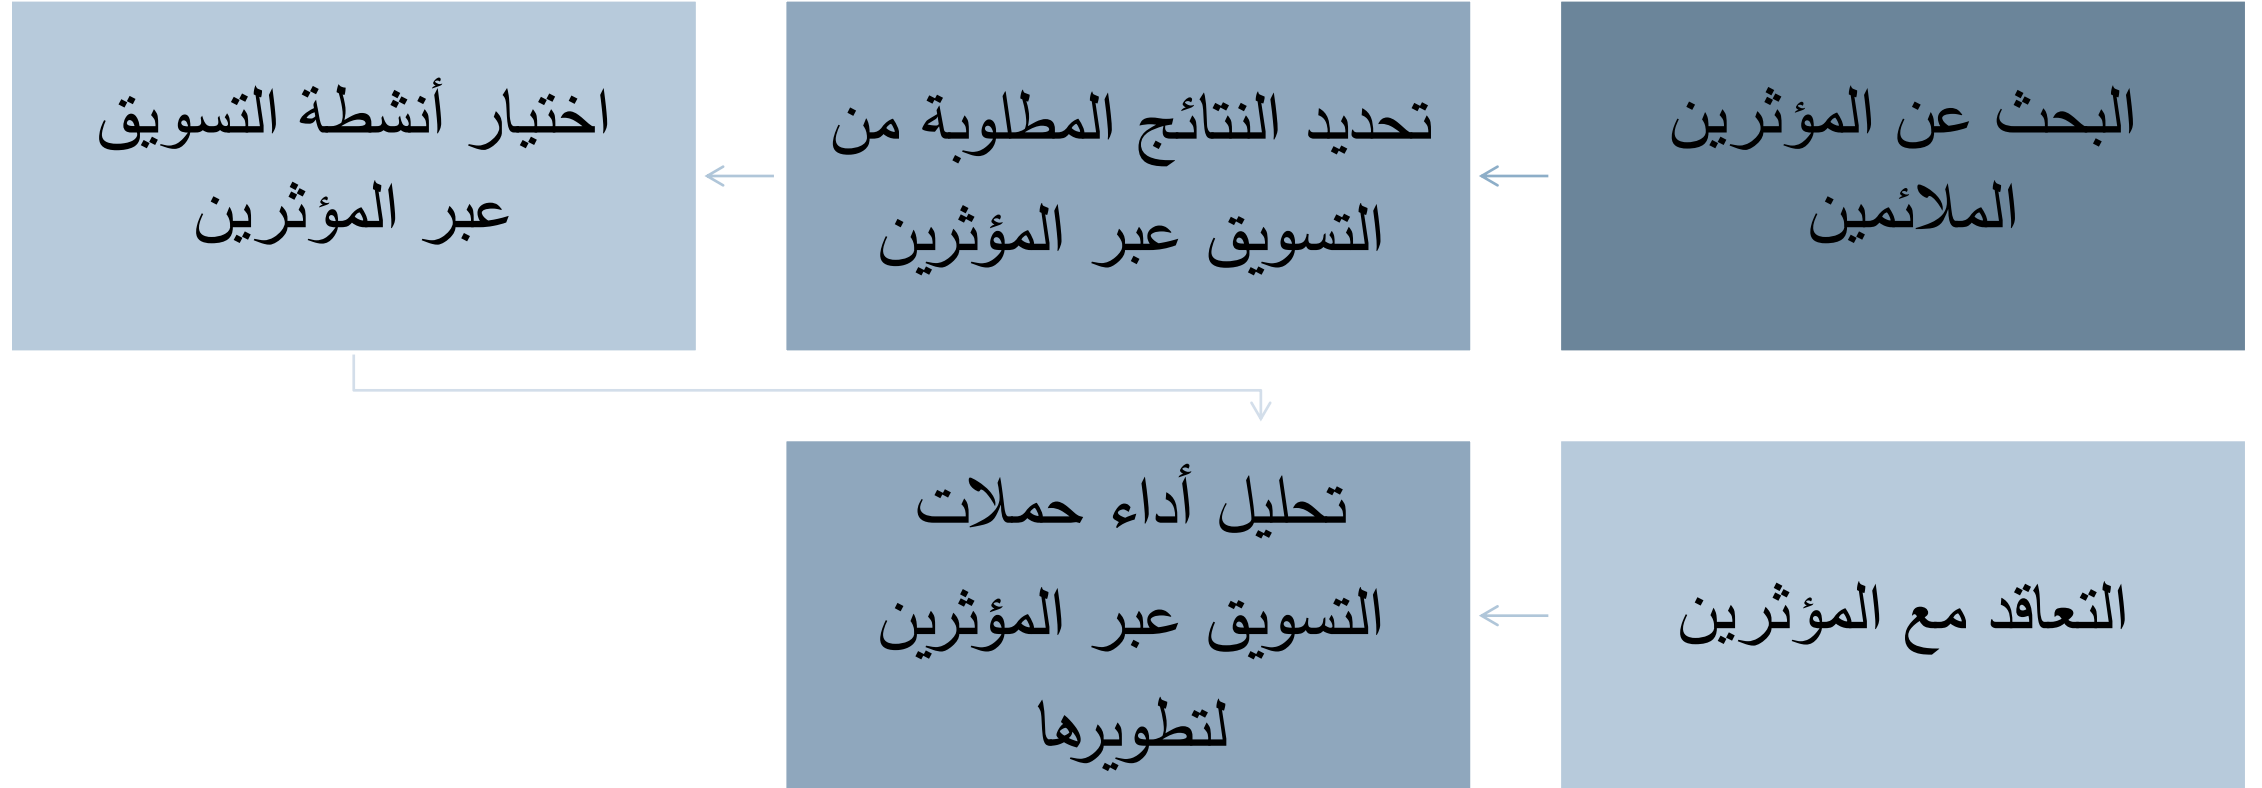 البحث عن المؤثرين
الملائمين
تحديد النتائج المطلوبة من
التسويق عبر المؤثرين
اختيار أنشطة التسويق
عبر المؤثرين
التعاقد مع المؤثرين
تحليل أداء حملات
التسويق عبر المؤثرين
لتطويرها